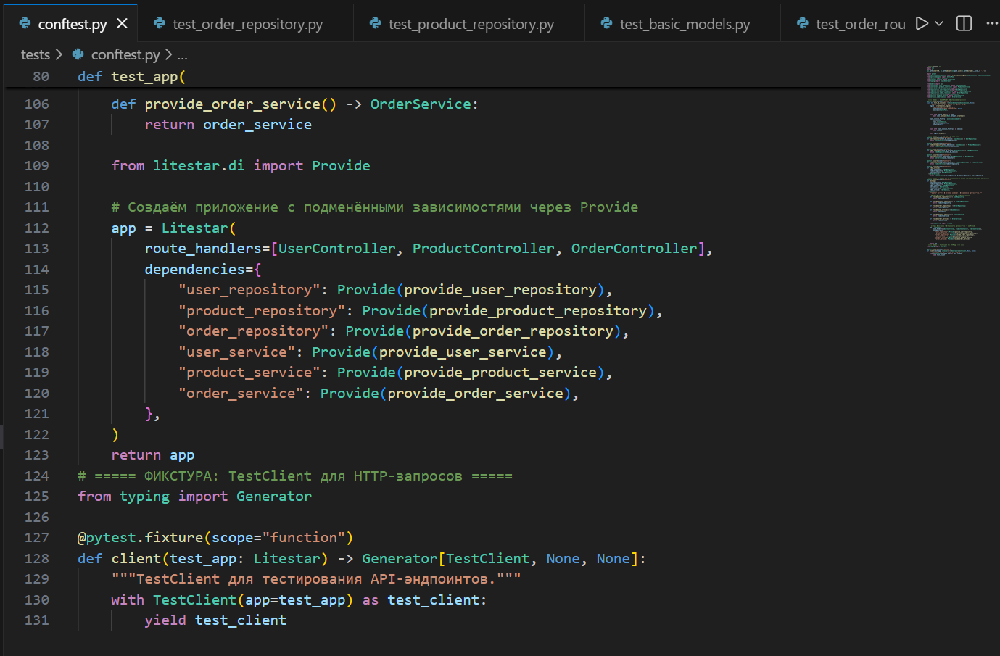 conftest.py
test_order_repository.py
test_product_repository.py
test_basic_models.py
test_order_rou
tests > conftest.py > ...
80 def test_app(
106 def provide_order_service() -> OrderService:
107 return order_service
108
109 from litestar.di import Provide
110
111 # Создаём приложение с подменёнными зависимостями через Provide
112 app = Litestar(
113 route_handlers=[UserController, ProductController, OrderController],
114 dependencies={
115 "user_repository": Provide(provide_user_repository),
116 "product_repository": Provide(provide_product_repository),
117 "order_repository": Provide(provide_order_repository),
118 "user_service": Provide(provide_user_service),
119 "product_service": Provide(provide_product_service),
120 "order_service": Provide(provide_order_service),
121 },
122 )
123 return app
124 # ===== ФИКСТУРА: TestClient для HTTP-запросов =====
125 from typing import Generator
126
127 @pytest.fixture(scope="function")
128 def client(test_app: Litestar) -> Generator[TestClient, None, None]:
129 """TestClient для тестирования API-эндпоинтов."""
130 with TestClient(app=test_app) as test_client:
131 yield test_client